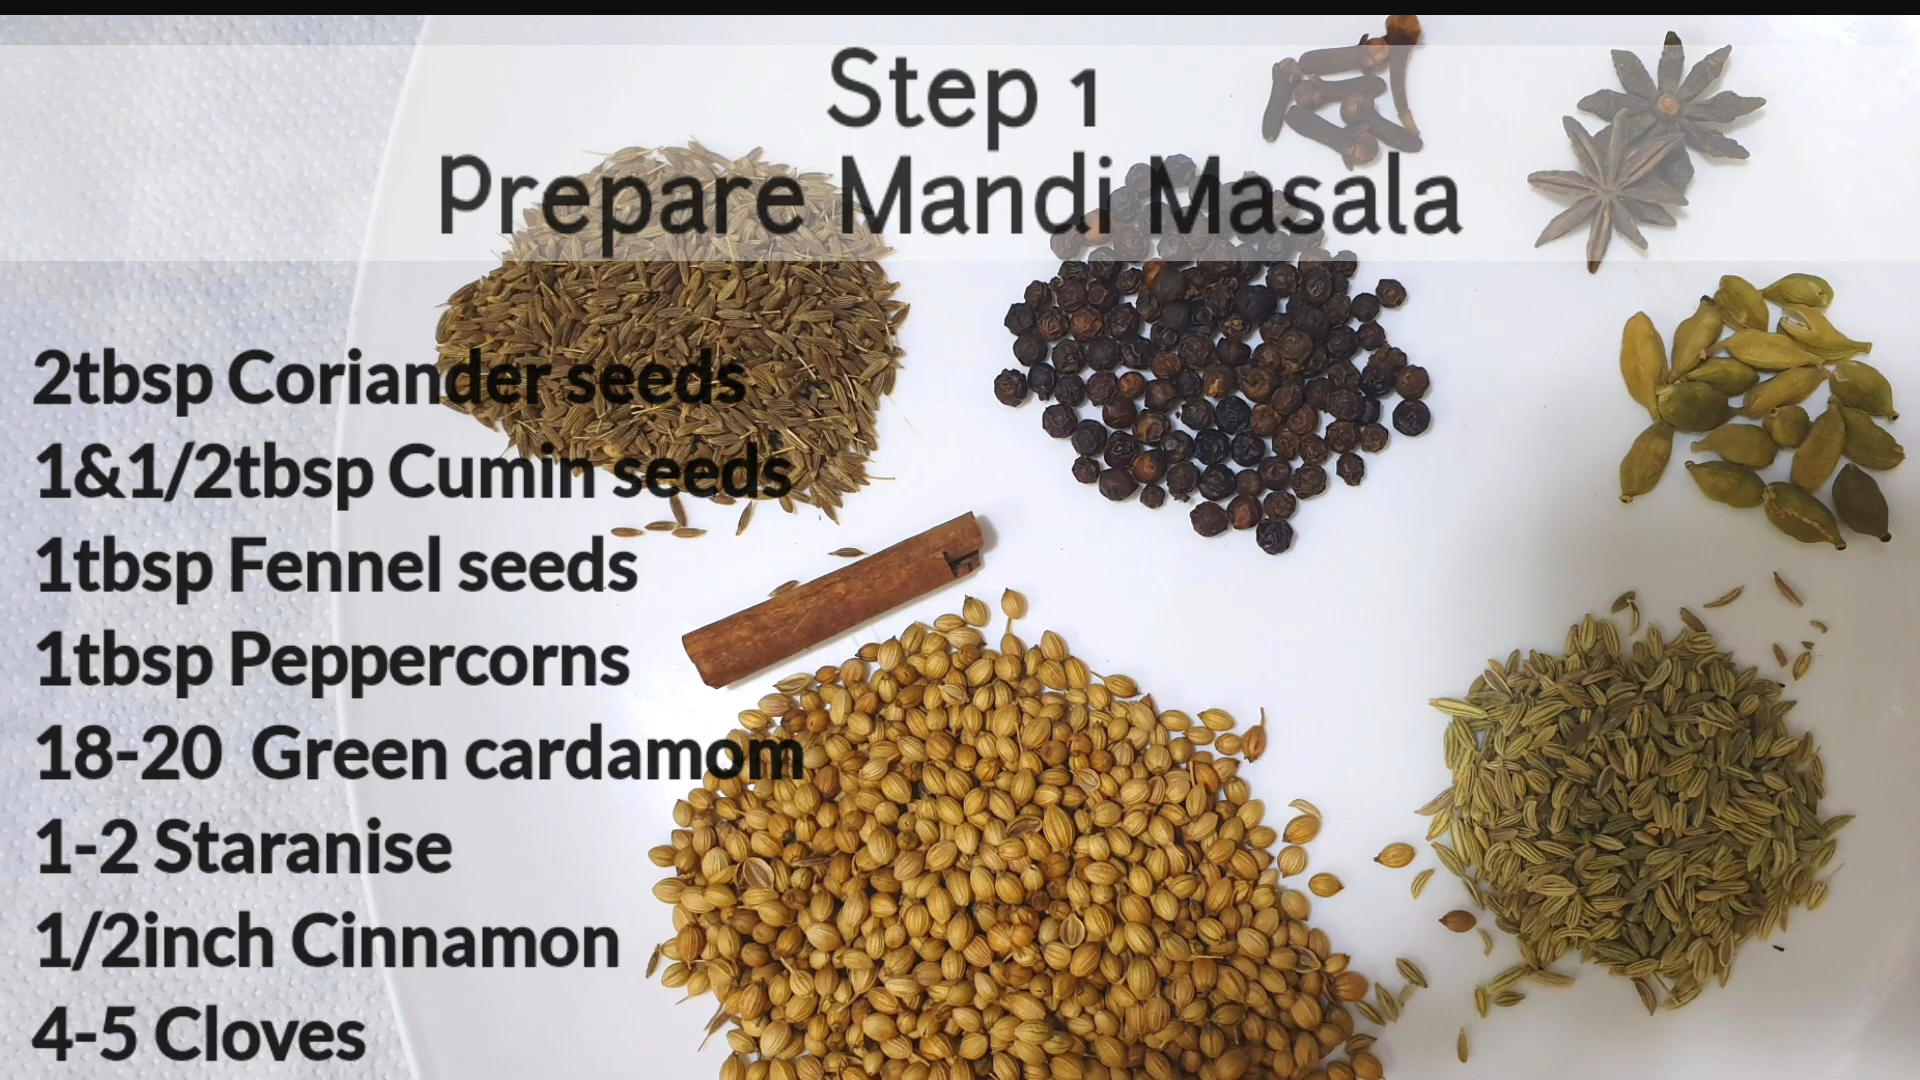 Step 1
Prepare Mandi Masala
2tbsp Coriander seeds
1&1/2tbsp Cumin seeds
1tbsp Fennel seeds
1tbsp Peppercorns
18-20 Green cardamom
1-2 Staranise
1/2inch Cinnamon
4-5 Cloves